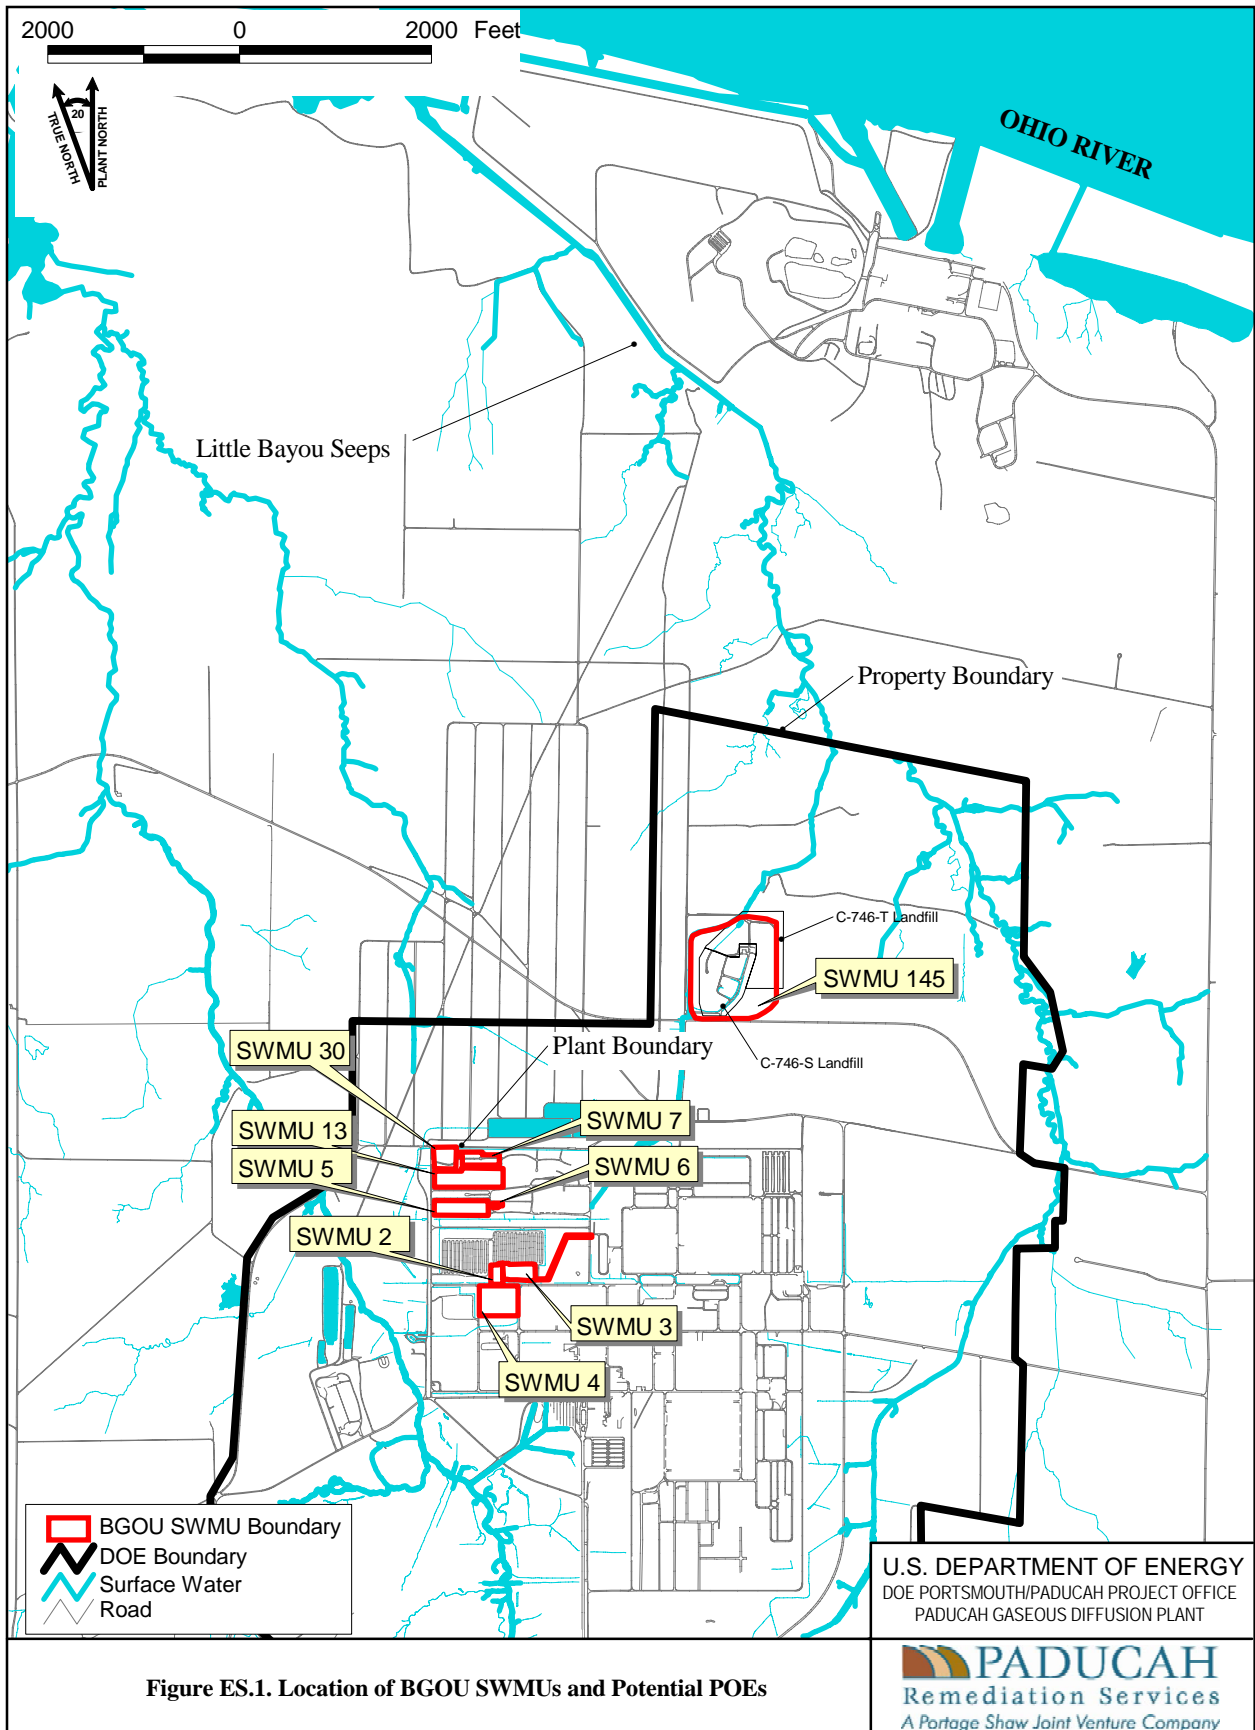 2000 0 2000 Feet
20
TRUE NORTH
PLANT NORTH
OHIO RIVER
Little Bayou Seeps
Property Boundary
C-746-T Landfill
SWMU 145
C-746-S Landfill
Plant Boundary
SWMU 30
SWMU 7
SWMU 13
SWMU 6
SWMU 5
SWMU 2
SWMU 3
SWMU 4
BGOU SWMU Boundary
DOE Boundary
Surface Water
Road
U.S. DEPARTMENT OF ENERGY
DOE PORTSMOUTH/PADUCAH PROJECT OFFICE
PADUCAH GASEOUS DIFFUSION PLANT
Figure ES.1. Location of BGOU SWMUs and Potential POEs
PADUCAH
Remediation Services
A Portage Shaw Joint Venture Company